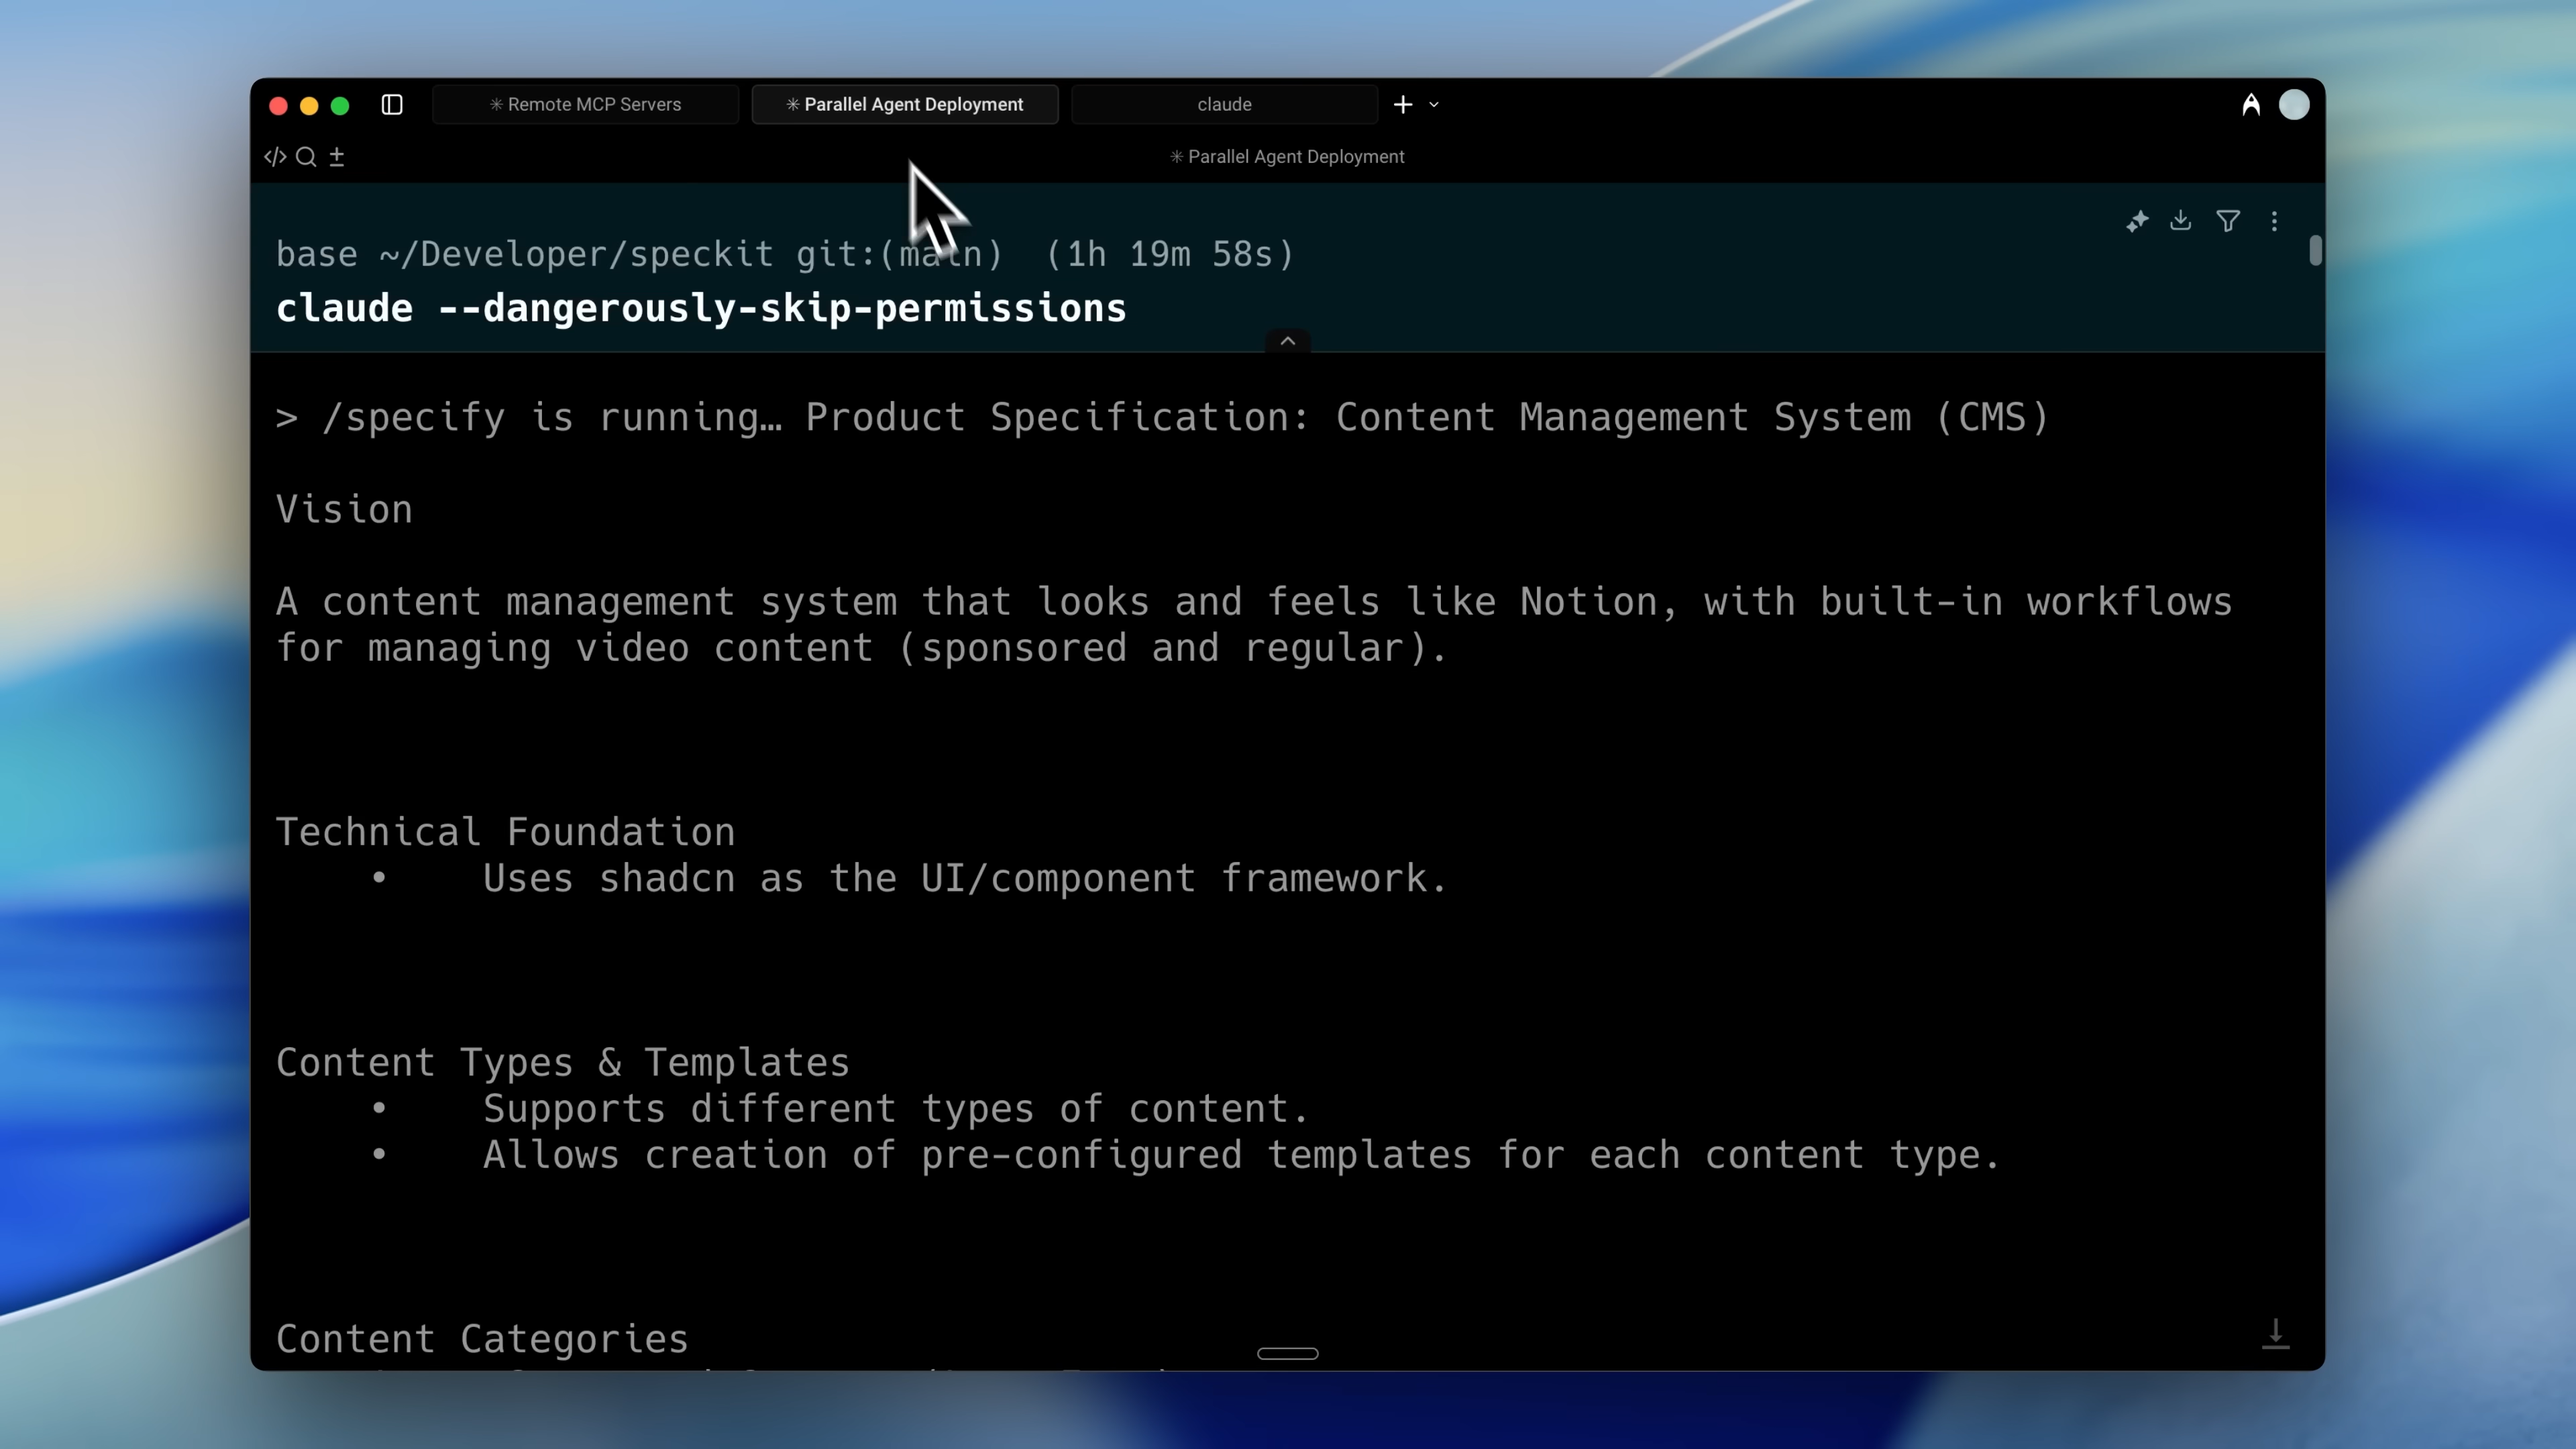 ✳ Remote MCP Servers
✳ Parallel Agent Deployment
claude
✳ Parallel Agent Deployment
base ~/Developer/speckit git:(main) (1h 19m 58s)
claude --dangerously-skip-permissions
> /specify is running… Product Specification: Content Management System (CMS)
Vision
A content management system that looks and feels like Notion, with built-in workflows
for managing video content (sponsored and regular).
Technical Foundation
• Uses shadcn as the UI/component framework.
Content Types & Templates
• Supports different types of content.
• Allows creation of pre-configured templates for each content type.
Content Categories